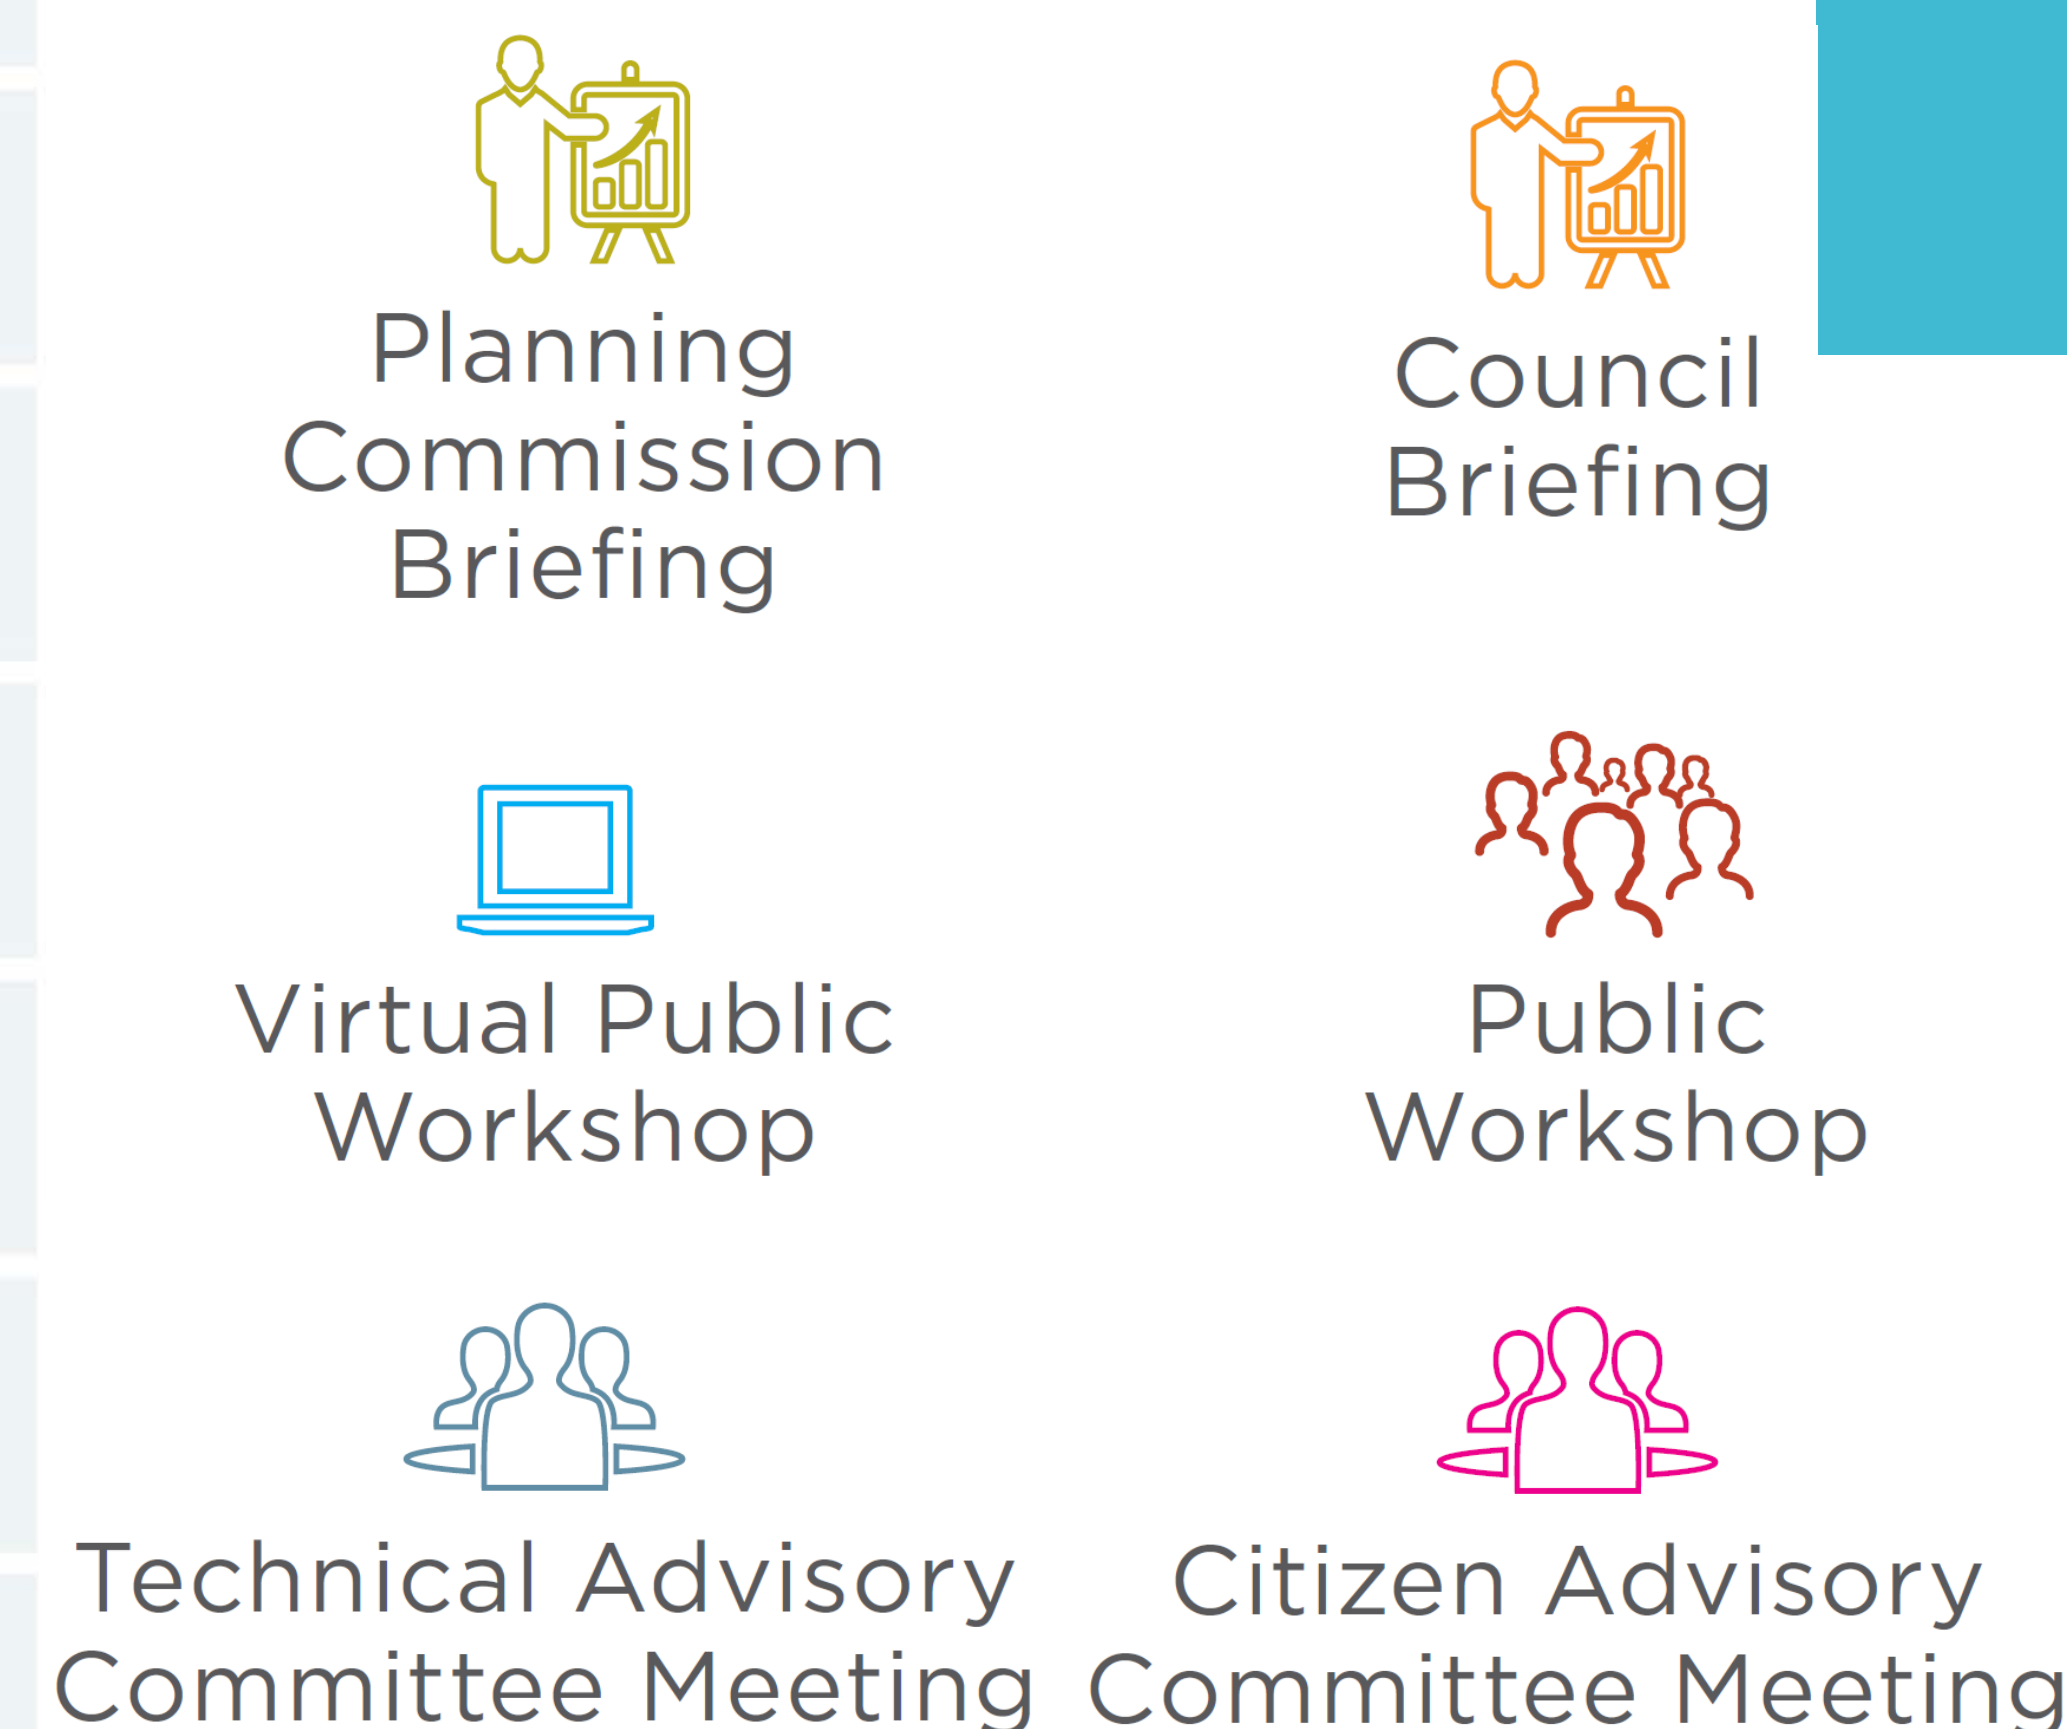 Planning
Commission
Briefing
Council
Briefing
Virtual Public
Workshop
Public
Workshop
Technical Advisory
Committee Meeting
Citizen Advisory
Committee Meeting